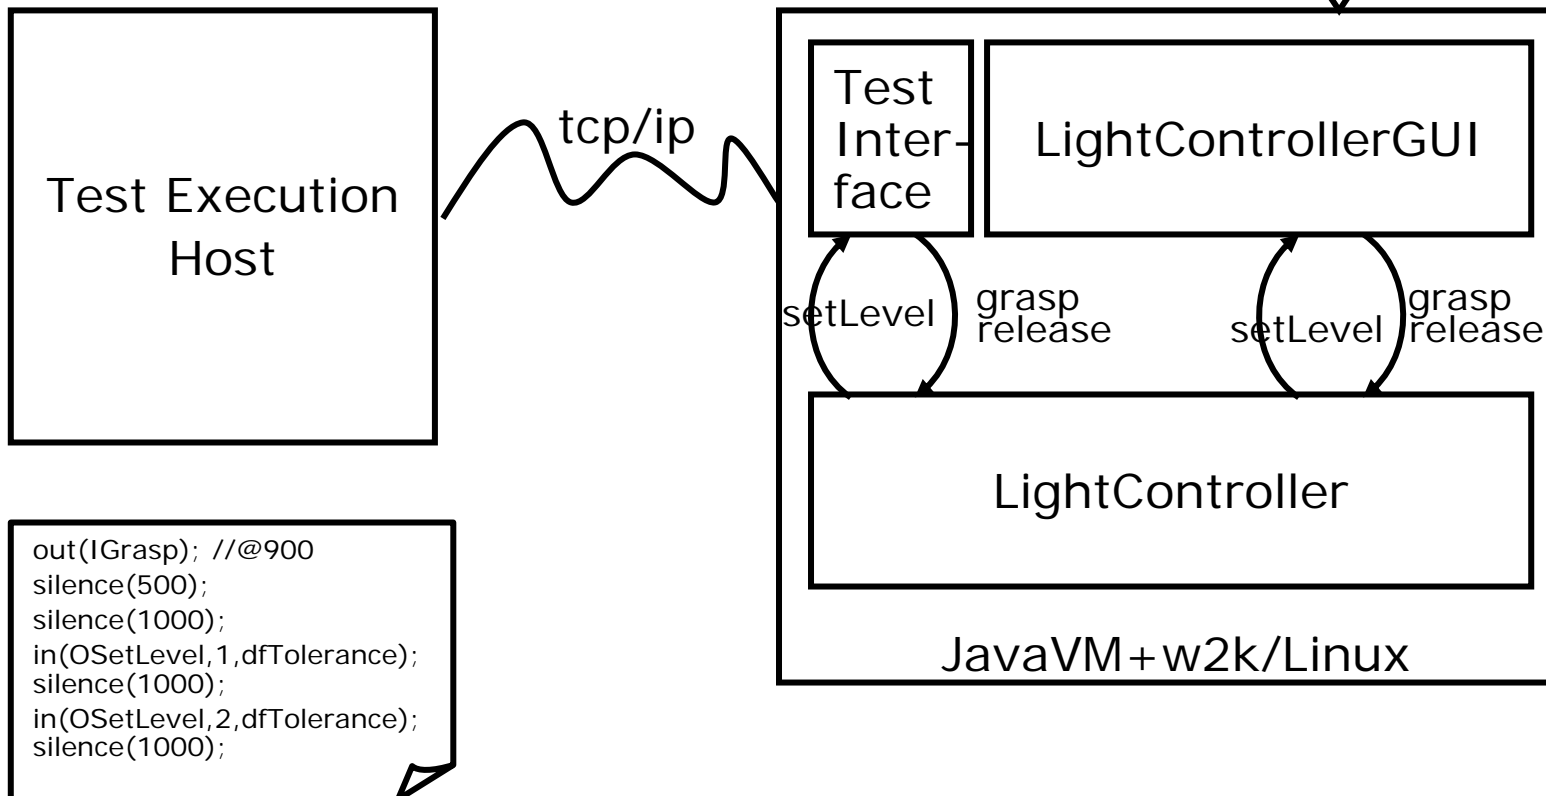 Test Execution
Host
tcp/ip
Test
Inter-
face
LightControllerGUI
setLevel
grasp
release
setLevel
grasp
release
LightController
JavaVM+w2k/Linux
out(IGrasp); //@900
silence(500);
silence(1000);
in(OSetLevel,1,dfTolerance);
silence(1000);
in(OSetLevel,2,dfTolerance);
silence(1000);